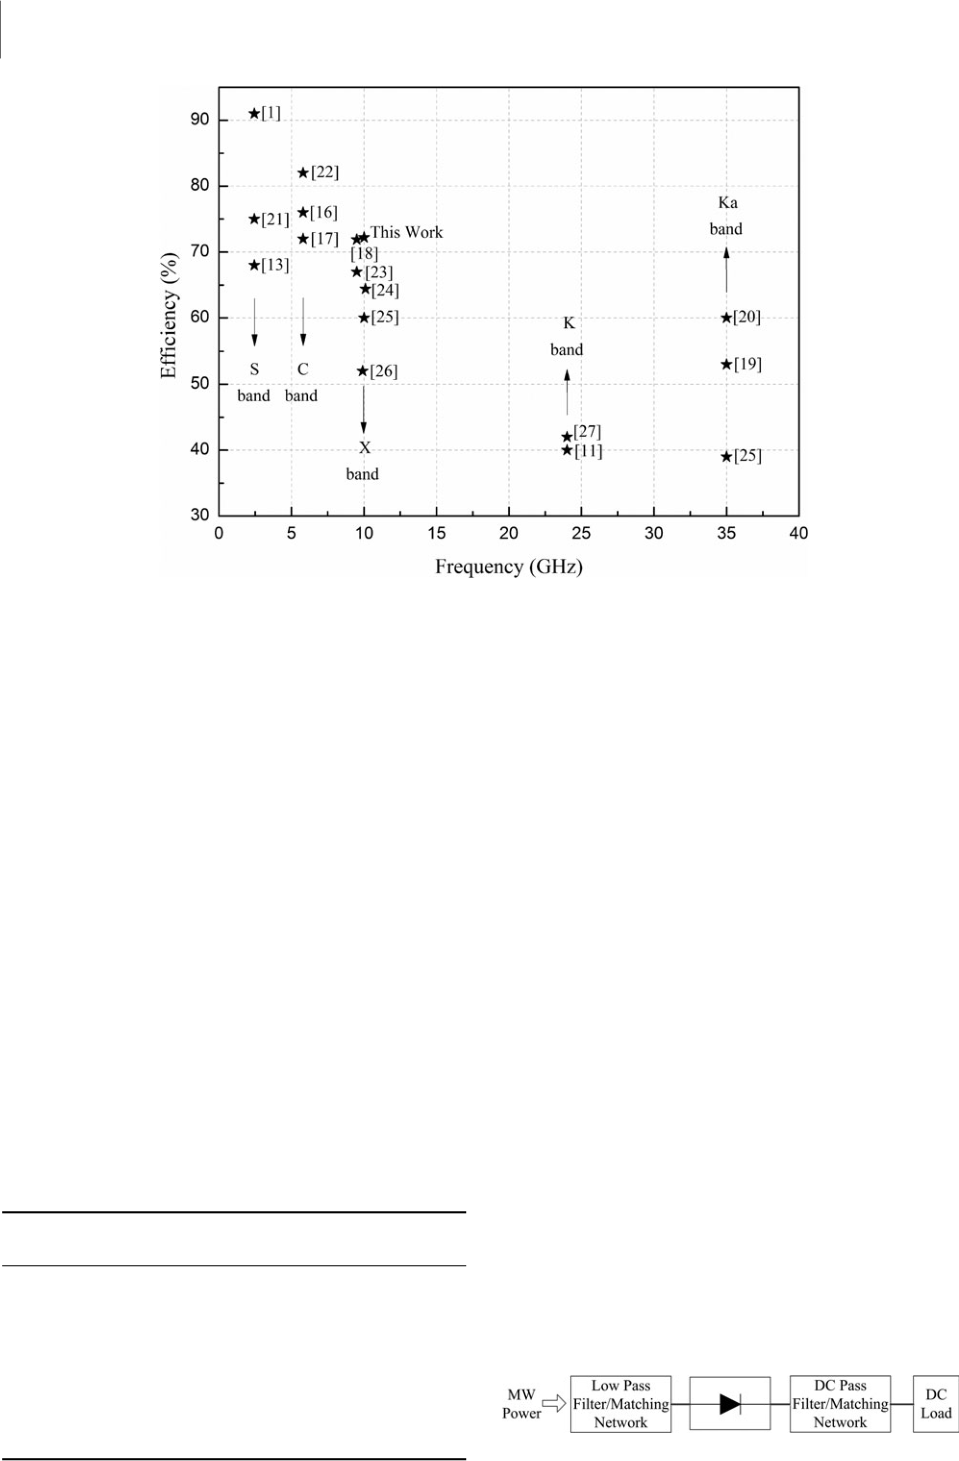 90
80
70
60
50
40
30
Efficiency (%)
0 5 10 15 20 25 30 35 40
Frequency (GHz)
[1]
[21]
[13]
S
band
[22]
[16]
[17]
C
band
This Work
[18]
[23]
[24]
[25]
[26]
X
band
K
band
[27]
[11]
Ka
band
[20]
[19]
[25]
MW
Power
Low Pass
Filter/Matching
Network
DC Pass
Filter/Matching
Network
DC
Load